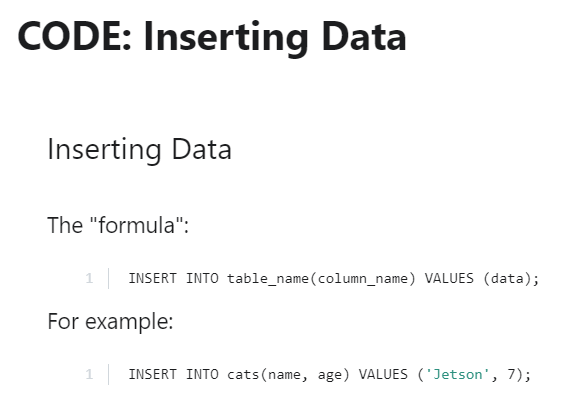 CODE: Inserting Data
Inserting Data
The "formula":
1 INSERT INTO table_name(column_name) VALUES (data);
For example:
1 INSERT INTO cats(name, age) VALUES ('Jetson', 7);